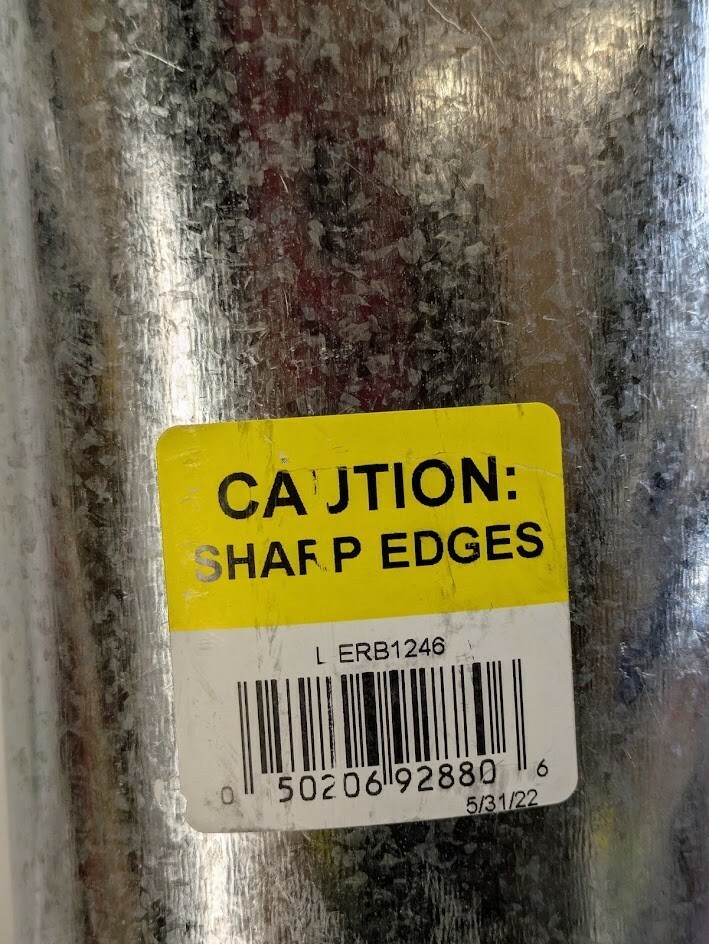 CAUTION:
SHARP EDGES
L ERB1246
0 50206 92880 6
5/31/22